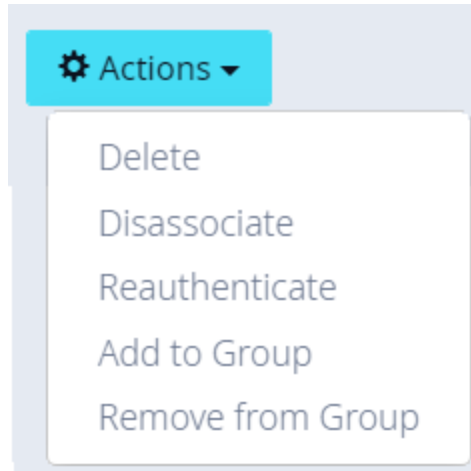 Actions
Delete
Disassociate
Reauthenticate
Add to Group
Remove from Group